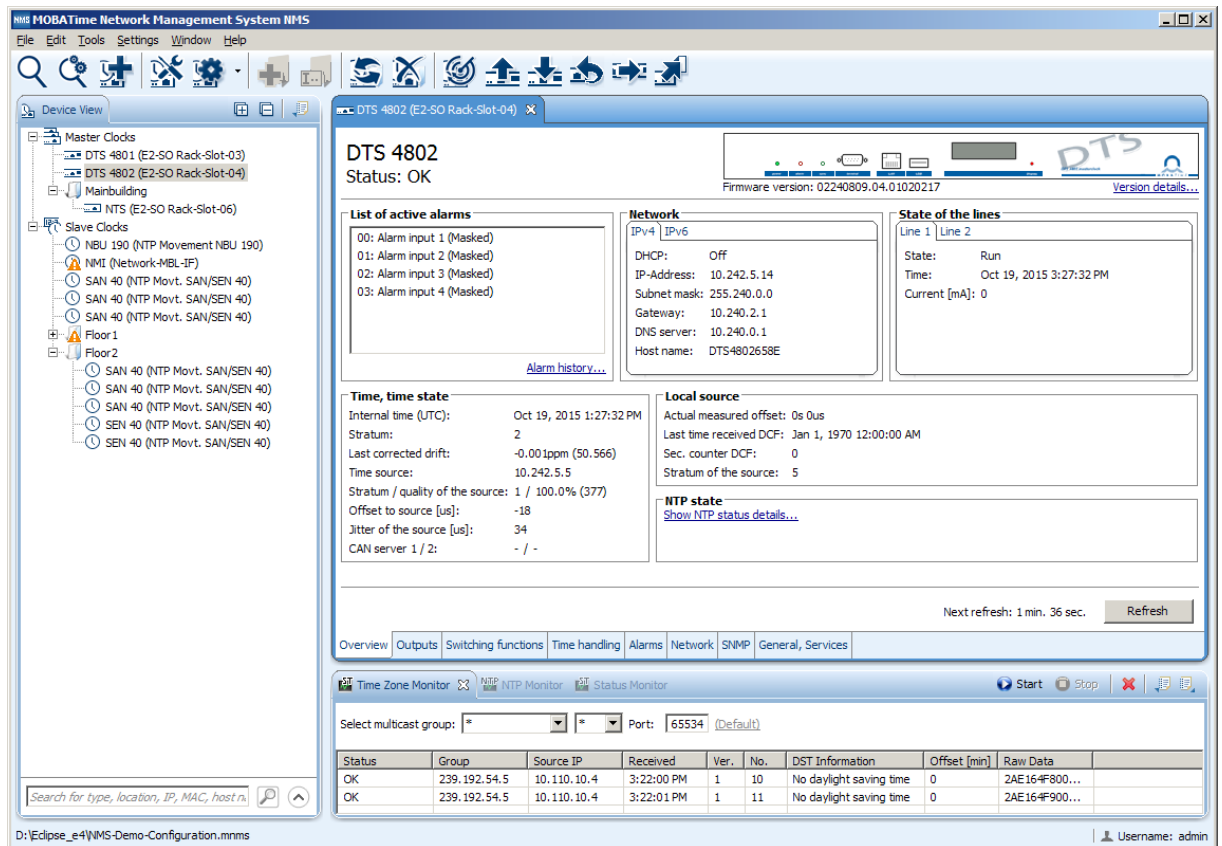 NMS MOBATime Network Management System NMS
File Edit Tools Settings Window Help
Device View
Master Clocks
DTS 4801 (E2-SO Rack-Slot-03)
DTS 4802 (E2-SO Rack-Slot-04)
Mainbuilding
NTS (E2-SO Rack-Slot-06)
Slave Clocks
NBU 190 (NTP Movement NBU 190)
NMI (Network-MBL-IF)
SAN 40 (NTP Movt. SAN/SEN 40)
SAN 40 (NTP Movt. SAN/SEN 40)
SAN 40 (NTP Movt. SAN/SEN 40)
Floor1
Floor2
SAN 40 (NTP Movt. SAN/SEN 40)
SAN 40 (NTP Movt. SAN/SEN 40)
SAN 40 (NTP Movt. SAN/SEN 40)
SEN 40 (NTP Movt. SAN/SEN 40)
SEN 40 (NTP Movt. SAN/SEN 40)
Search for type, location, IP, MAC, host n
DTS 4802 (E2-SO Rack-Slot-04)
DTS 4802
Status: OK
DTS
Firmware version: 02240809.04.01020217
Version details...
List of active alarms
00: Alarm input 1 (Masked)
01: Alarm input 2 (Masked)
02: Alarm input 3 (Masked)
03: Alarm input 4 (Masked)
Alarm history...
Network
IPv4 IPv6
DHCP: Off
IP-Address: 10.242.5.14
Subnet mask: 255.240.0.0
Gateway: 10.240.2.1
DNS server: 10.240.0.1
Host name: DTS4802658E
State of the lines
Line 1 Line 2
State: Run
Time: Oct 19, 2015 3:27:32 PM
Current [mA]: 0
Time, time state
Internal time (UTC): Oct 19, 2015 1:27:32 PM
Stratum: 2
Last corrected drift: -0.001ppm (50.566)
Time source: 10.242.5.5
Stratum / quality of the source: 1 / 100.0% (377)
Offset to source [us]: -18
Jitter of the source [us]: 34
CAN server 1 / 2: - / -
Local source
Actual measured offset: 0s 0us
Last time received DCF: Jan 1, 1970 12:00:00 AM
Sec. counter DCF: 0
Stratum of the source: 5
NTP state
Show NTP status details...
Next refresh: 1 min. 36 sec. Refresh
Overview Outputs Switching functions Time handling Alarms Network SNMP General, Services
Time Zone Monitor NTP Monitor Status Monitor Start Stop
Select multicast group: * * Port: 65534 (Default)
Status Group Source IP Received Ver. No. DST Information Offset [min] Raw Data
OK 239.192.54.5 10.110.10.4 3:22:00 PM 1 10 No daylight saving time 0 2AE164F800...
OK 239.192.54.5 10.110.10.4 3:22:01 PM 1 11 No daylight saving time 0 2AE164F900...
D:\Eclipse_e4\NMS-Demo-Configuration.mnms
Username: admin